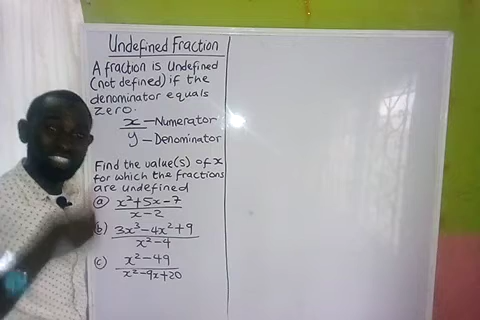 Undefined Fraction
A fraction is Undefined
(not defined) if the
denominator equals
zero.
x — Numerator
y — Denominator
Find the value(s) of x
for which the fractions
are undefined
(a) x²+5x-7
x-2
(b) 3x³-4x²+9
x²-4
(c) x²-49
x²-9x+20